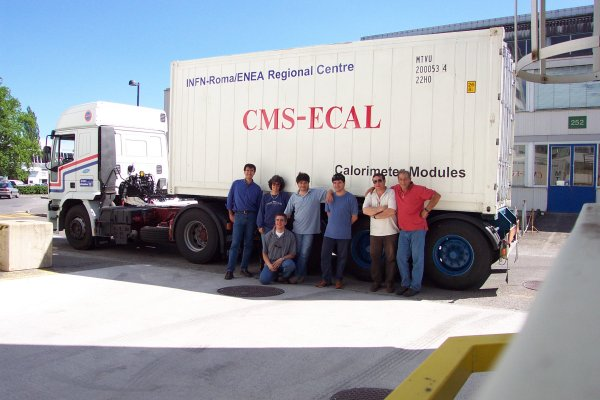 INFN-Roma/ENEA Regional Centre
MTVU
200053 4
22H0
CMS-ECAL
Calorimeter Modules
252